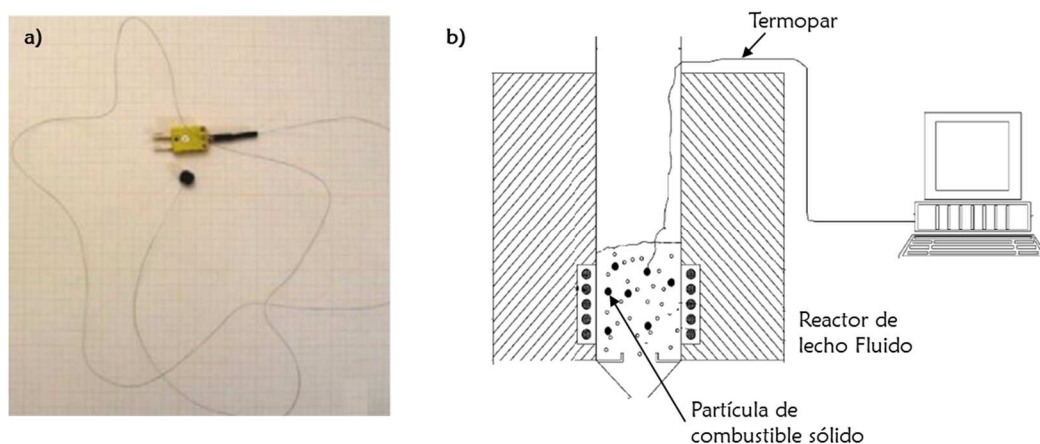 a)
b)
Termopar
Reactor de
lecho Fluido
Partícula de
combustible sólido